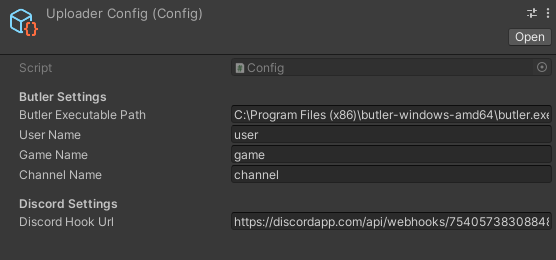 Uploader Config (Config)
Open
Script Config
Butler Settings
Butler Executable Path C:\Program Files (x86)\butler-windows-amd64\butler.exe
User Name user
Game Name game
Channel Name channel
Discord Settings
Discord Hook Url https://discordapp.com/api/webhooks/75405738308848